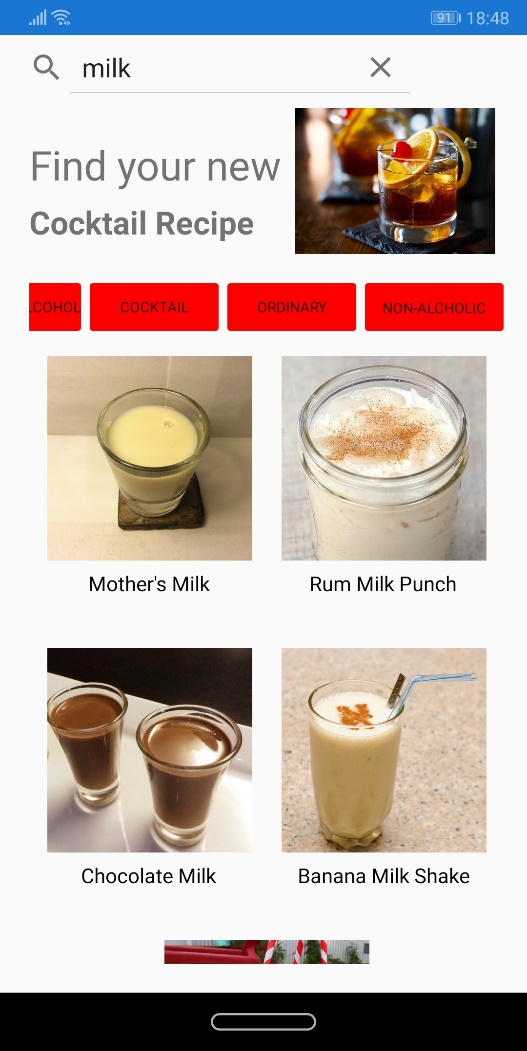 91 18:48
milk
Find your new
Cocktail Recipe
LCOHOL COCKTAIL ORDINARY NON-ALCHOLIC
Mother's Milk Rum Milk Punch
Chocolate Milk Banana Milk Shake